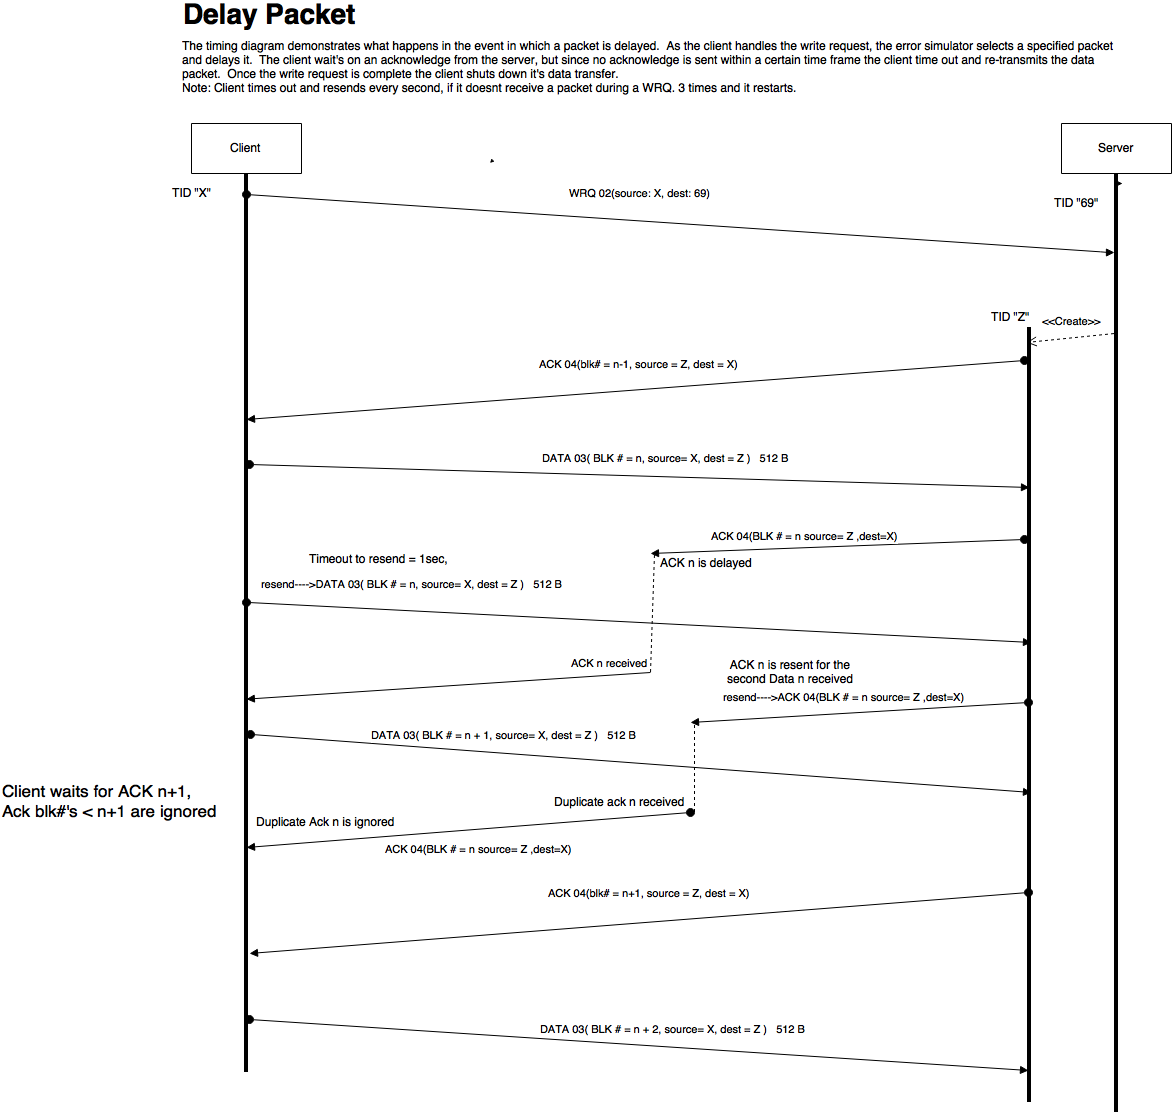 Delay Packet
The timing diagram demonstrates what happens in the event in which a packet is delayed.  As the client handles the write request, the error simulator selects a specified packet
and delays it.  The client wait's on an acknowledge from the server, but since no acknowledge is sent within a certain time frame the client time out and re-transmits the data
packet.  Once the write request is complete the client shuts down it's data transfer.
Note: Client times out and resends every second, if it doesnt receive a packet during a WRQ. 3 times and it restarts.
Client
Server
TID "X"
WRQ 02(source: X, dest: 69)
TID "69"
TID "Z"
<<Create>>
ACK 04(blk# = n-1, source = Z, dest = X)
DATA 03( BLK # = n, source= X, dest = Z )   512 B
ACK 04(BLK # = n source= Z ,dest=X)
Timeout to resend = 1sec,
ACK n is delayed
resend---->DATA 03( BLK # = n, source= X, dest = Z )   512 B
ACK n received
ACK n is resent for the
second Data n received
resend---->ACK 04(BLK # = n source= Z ,dest=X)
DATA 03( BLK # = n + 1, source= X, dest = Z )   512 B
Client waits for ACK n+1,
Ack blk#'s < n+1 are ignored
Duplicate ack n received
Duplicate Ack n is ignored
ACK 04(BLK # = n source= Z ,dest=X)
ACK 04(blk# = n+1, source = Z, dest = X)
DATA 03( BLK # = n + 2, source= X, dest = Z )   512 B